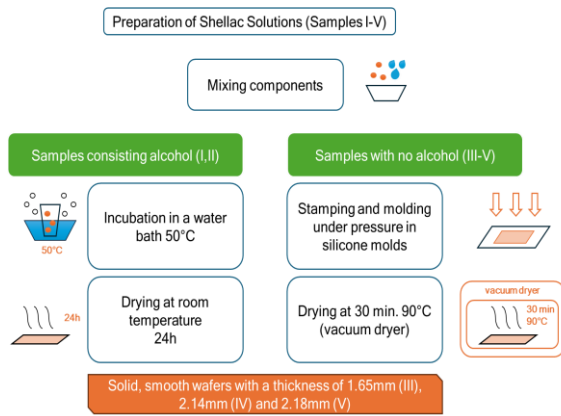 Preparation of Shellac Solutions (Samples I-V)
Mixing components
Samples consisting alcohol (I,II)
Samples with no alcohol (III-V)
50°C
Incubation in a water
bath 50°C
Stamping and molding
under pressure in
silicone molds
24h
Drying at room
temperature
24h
Drying at 30 min. 90°C
(vacuum dryer)
vacuum dryer
30 min
90°C
Solid, smooth wafers with a thickness of 1.65mm (III),
2.14mm (IV) and 2.18mm (V)